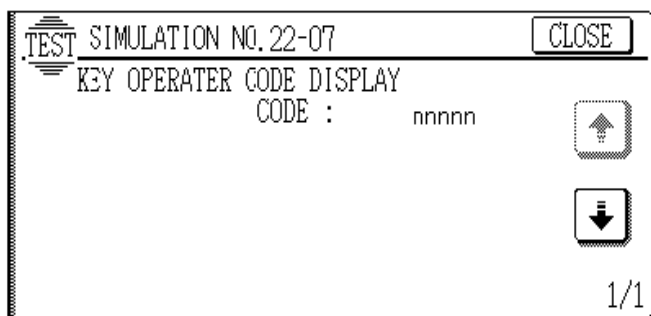 TEST SIMULATION NO.22-07 CLOSE
KEY OPERATER CODE DISPLAY
CODE : nnnnn
1/1